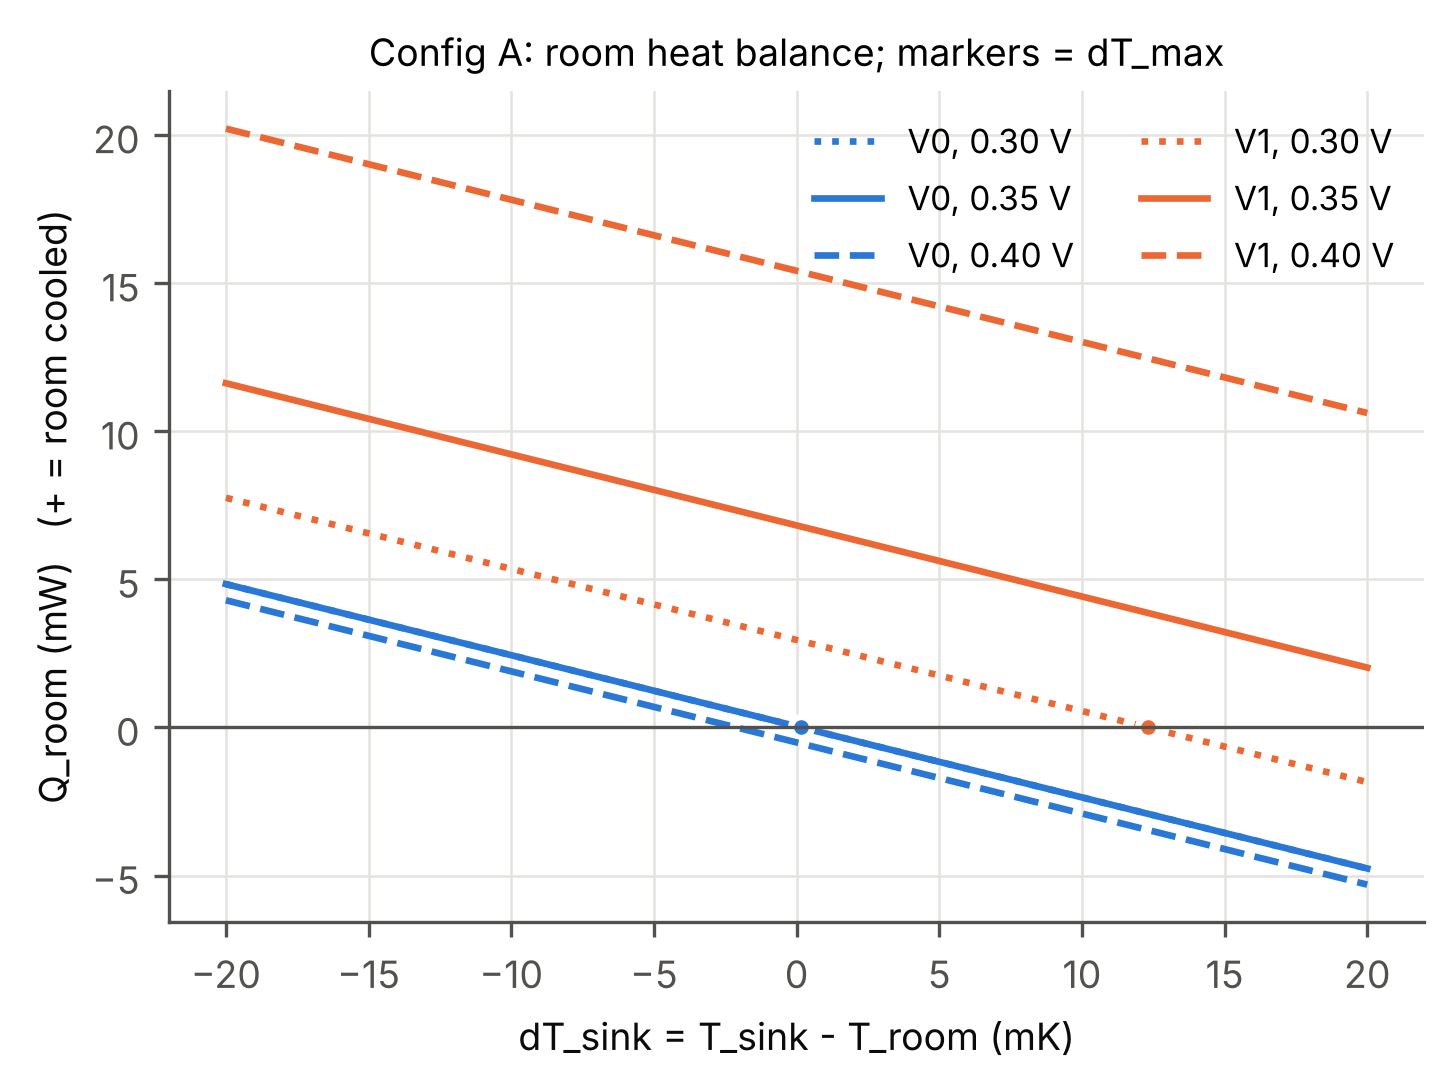 Config A: room heat balance; markers = dT_max
V0, 0.30 V
V0, 0.35 V
V0, 0.40 V
V1, 0.30 V
V1, 0.35 V
V1, 0.40 V
Q_room (mW)   (+ = room cooled)
20
15
10
5
0
−5
−20
−15
−10
−5
0
5
10
15
20
dT_sink = T_sink - T_room (mK)